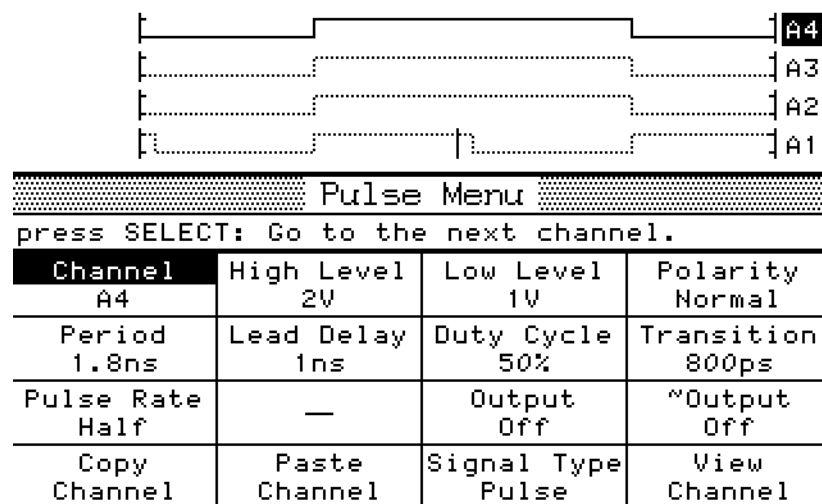 A4
A3
A2
A1
Pulse Menu
press SELECT: Go to the next channel.
Channel High Level Low Level Polarity
A4 2V 1V Normal
Period Lead Delay Duty Cycle Transition
1.8ns 1ns 50% 800ps
Pulse Rate — Output ~Output
Half Off Off
Copy Paste Signal Type View
Channel Channel Pulse Channel